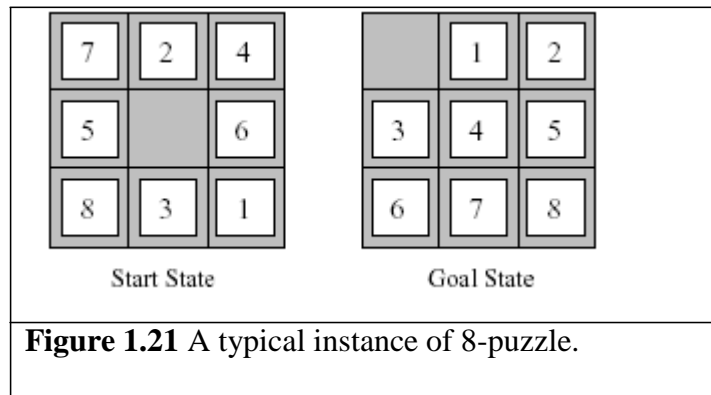 7 2 4
1 2
5 6
3 4 5
8 3 1
6 7 8
Start State
Goal State
Figure 1.21 A typical instance of 8-puzzle.